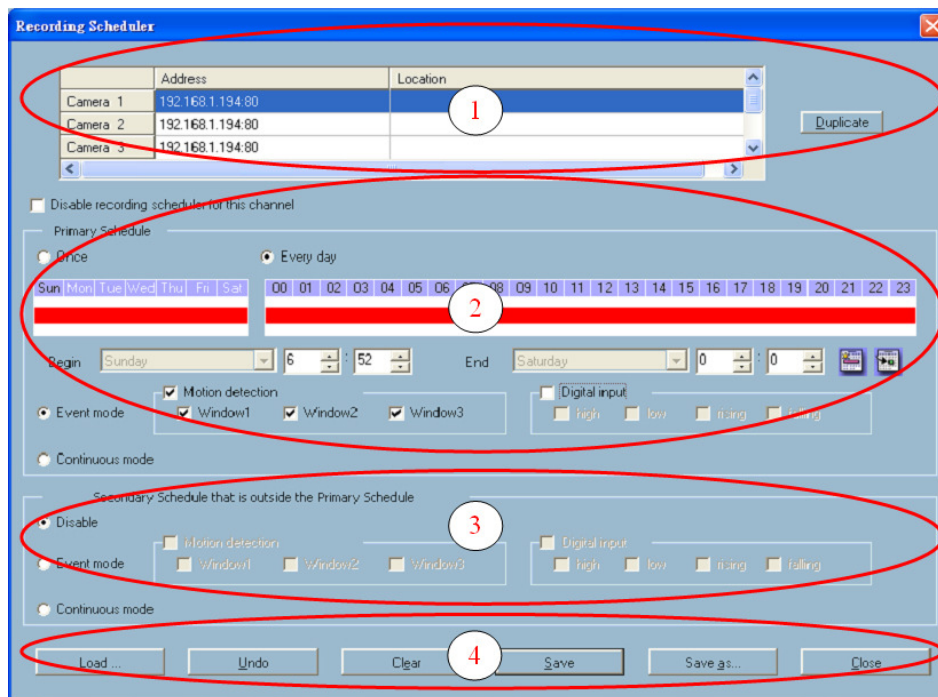 Recording Scheduler
Address Location
Camera 1 192.168.1.194:80
Camera 2 192.168.1.194:80
Camera 3 192.168.1.194:80
1
Duplicate
Disable recording scheduler for this channel
Primary Schedule
Once Every day
Sun Mon Tue Wed Thu Fri Sat 00 01 02 03 04 05 06 08 09 10 11 12 13 14 15 16 17 18 19 20 21 22 23
2
Begin Sunday 6 : 52 End Saturday 0 : 0
Motion detection Digital input
Event mode Window1 Window2 Window3 high low rising falling
Continuous mode
Secondary Schedule that is outside the Primary Schedule
3
Disable
Motion detection Digital input
Event mode Window1 Window2 Window3 high low rising falling
Continuous mode
4
Load ... Undo Clear Save Save as... Close